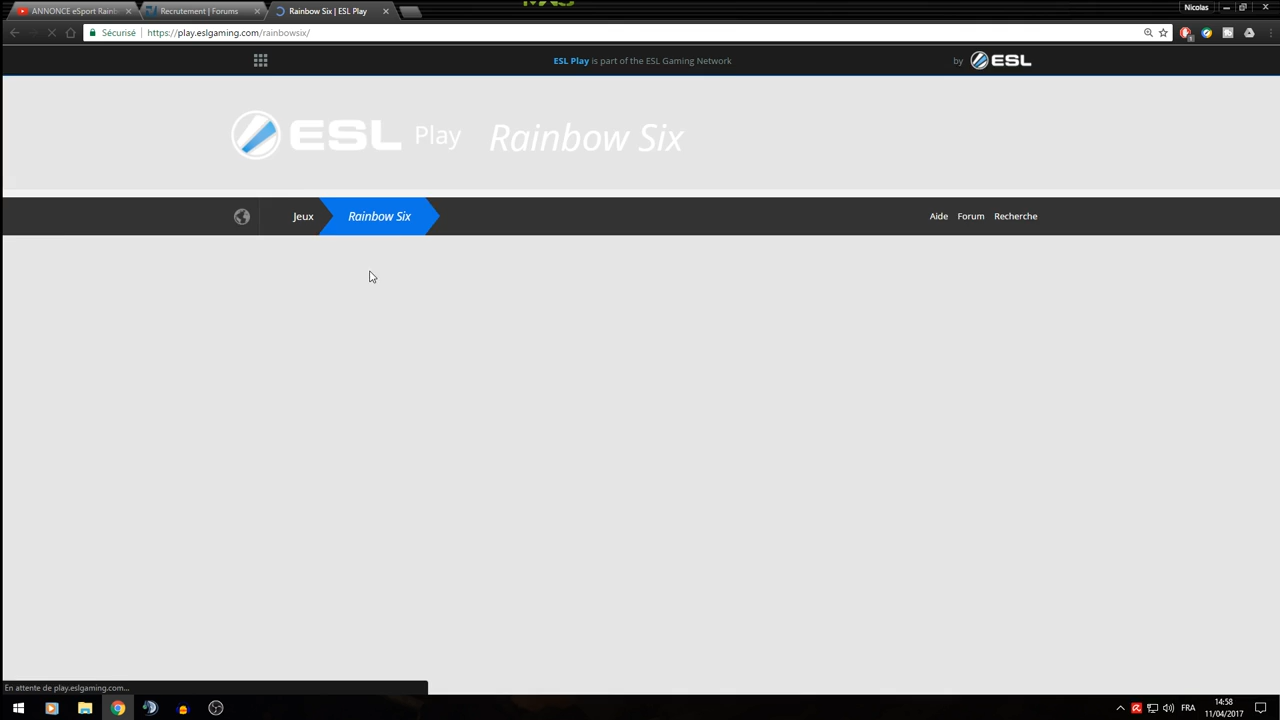 ANNONCE eSport Rainb
Recrutement | Forums
Rainbow Six | ESL Play
Nicolas
Sécurisé
https://play.eslgaming.com/rainbowsix/
ESL Play is part of the ESL Gaming Network
by ESL
ESL Play Rainbow Six
Jeux
Rainbow Six
Aide
Forum
Recherche
En attente de play.eslgaming.com...
FRA
14:58
11/04/2017